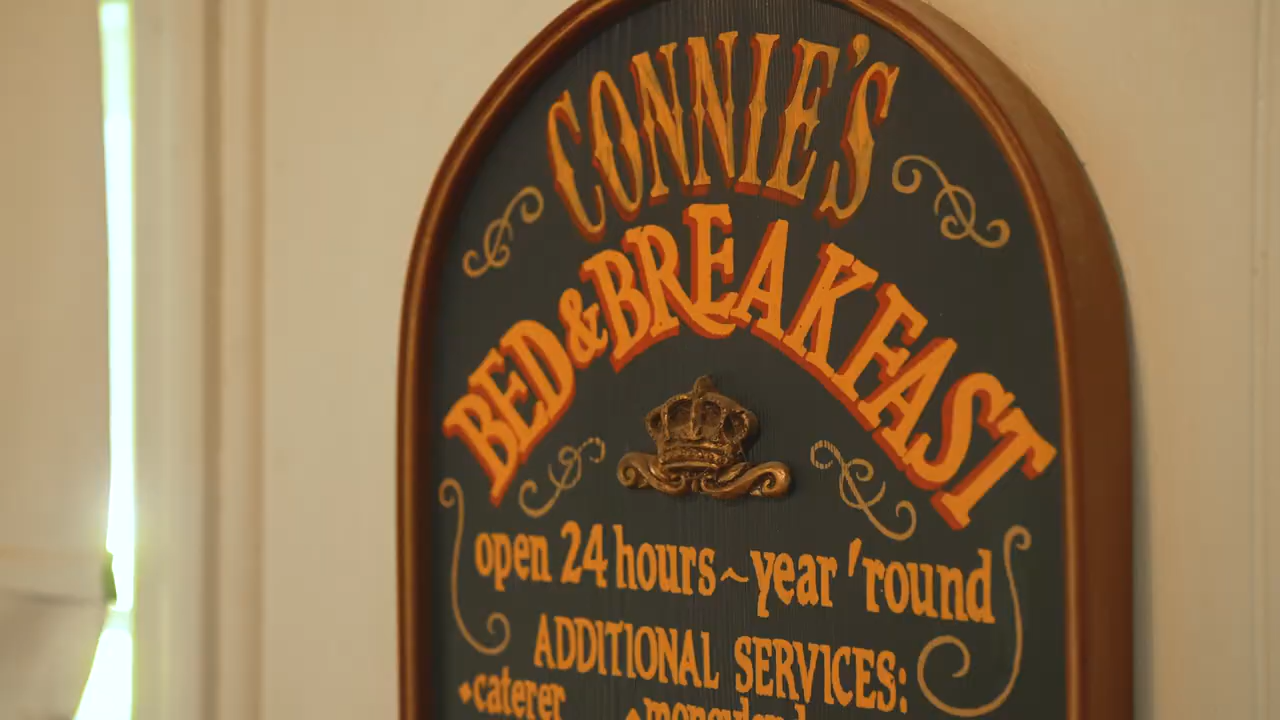 CONNIE'S
BED & BREAKFAST
open 24 hours ~ year 'round
ADDITIONAL SERVICES:
+caterer